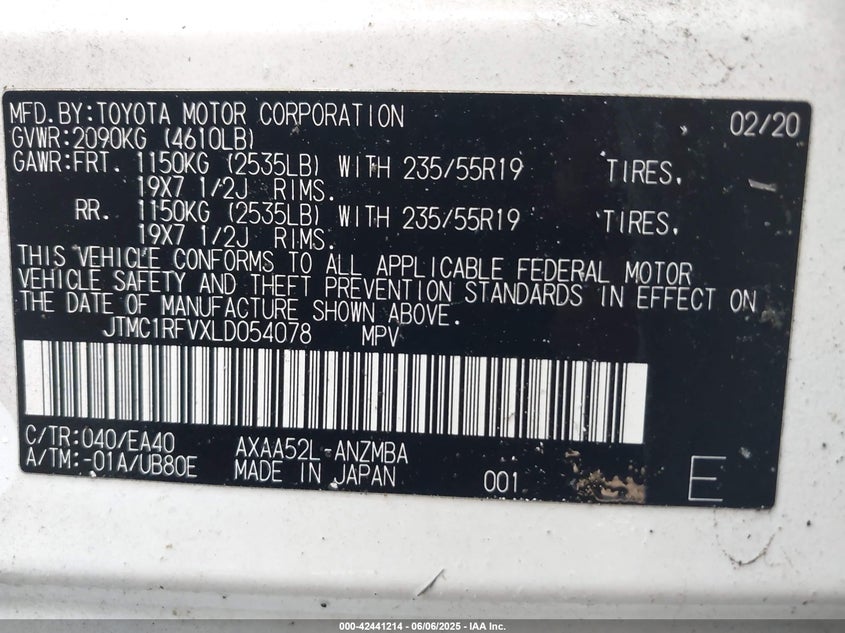 MFD.BY:TOYOTA MOTOR CORPORATION 02/20
GVWR:2090KG (4610LB)
GAWR:FRT. 1150KG (2535LB) WITH 235/55R19 TIRES,
19X7 1/2J RIMS.
RR. 1150KG (2535LB) WITH 235/55R19 TIRES,
19X7 1/2J RIMS.
THIS VEHICLE CONFORMS TO ALL APPLICABLE FEDERAL MOTOR
VEHICLE SAFETY AND THEFT PREVENTION STANDARDS IN EFFECT ON
THE DATE OF MANUFACTURE SHOWN ABOVE.
JTMC1RFVXLD054078 MPV
C/TR:040/EA40 AXAA52L-ANZMBA
A/TM:-01A/UB80E MADE IN JAPAN 001 E
000-42441214 - 06/06/2025 - IAA Inc.